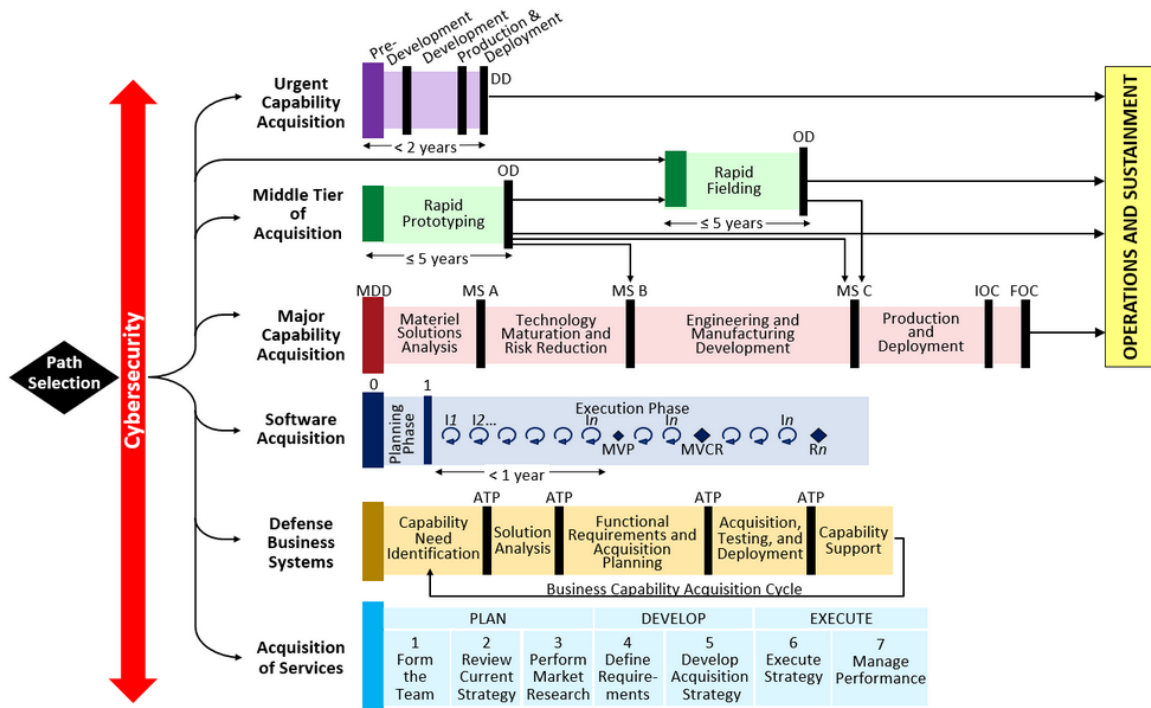 Pre-
Development
Development
Production &
Deployment
Urgent
Capability
Acquisition
DD
< 2 years
Middle Tier
of
Acquisition
Rapid
Prototyping
OD
≤ 5 years
Rapid
Fielding
OD
≤ 5 years
Major
Capability
Acquisition
MDD
MS A
MS B
MS C
IOC
FOC
Materiel
Solutions
Analysis
Technology
Maturation and
Risk Reduction
Engineering and
Manufacturing
Development
Production
and
Deployment
OPERATIONS AND SUSTAINMENT
Path
Selection
Cybersecurity
Software
Acquisition
0
1
Planning
Phase
Execution Phase
I1
I2...
In
In
In
MVP
MVCR
Rn
< 1 year
Defense
Business
Systems
ATP
ATP
ATP
ATP
Capability
Need
Identification
Solution
Analysis
Functional
Requirements and
Acquisition
Planning
Acquisition,
Testing, and
Deployment
Capability
Support
Business Capability Acquisition Cycle
Acquisition
of Services
PLAN
DEVELOP
EXECUTE
1
Form
the
Team
2
Review
Current
Strategy
3
Perform
Market
Research
4
Define
Require-
ments
5
Develop
Acquisition
Strategy
6
Execute
Strategy
7
Manage
Performance